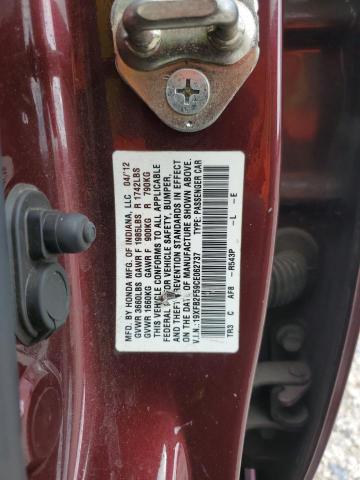 MFD. BY HONDA MFG. OF INDIANA, LLC 04/12
GVWR 3660LBS GAWR F 1985LBS R 1742LBS
GVWR 1660KG GAWR F 900KG R 790KG
THIS VEHICLE CONFORMS TO ALL APPLICABLE
FEDERAL MOTOR VEHICLE SAFETY, BUMPER,
AND THEFT PREVENTION STANDARDS IN EFFECT
ON THE DATE OF MANUFACTURE SHOWN ABOVE.
V.I.N.:19XFB2F59CE062737 TYPE: PASSENGER CAR
TR3 C AF8 -R543P -L -E